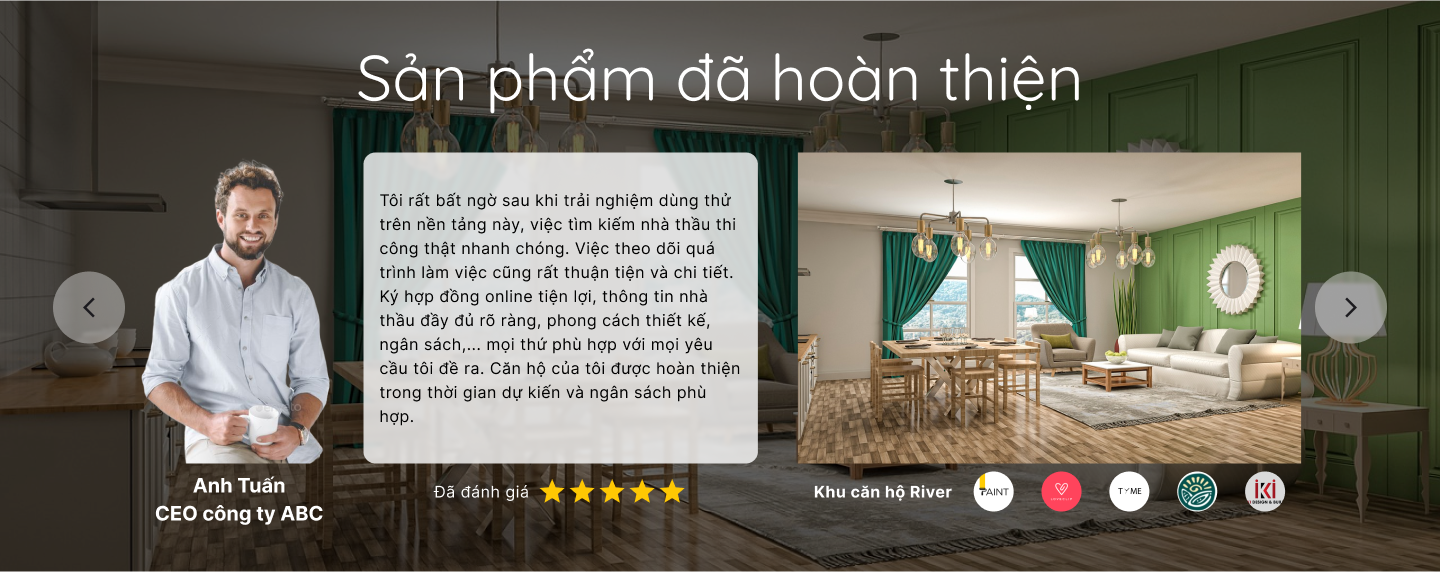 Sản phẩm đã hoàn thiện
Tôi rất bất ngờ sau khi trải nghiệm dùng thử
trên nền tảng này, việc tìm kiếm nhà thầu thi
công thật nhanh chóng. Việc theo dõi quá
trình làm việc cũng rất thuận tiện và chi tiết.
Ký hợp đồng online tiện lợi, thông tin nhà
thầu đầy đủ rõ ràng, phong cách thiết kế,
ngân sách,... mọi thứ phù hợp với mọi yêu
cầu tôi đề ra. Căn hộ của tôi được hoàn thiện
trong thời gian dự kiến và ngân sách phù
hợp.
Anh Tuấn
CEO công ty ABC
Đã đánh giá
Khu căn hộ River
PAINT
TYME
iKi
DESIGN & BUI